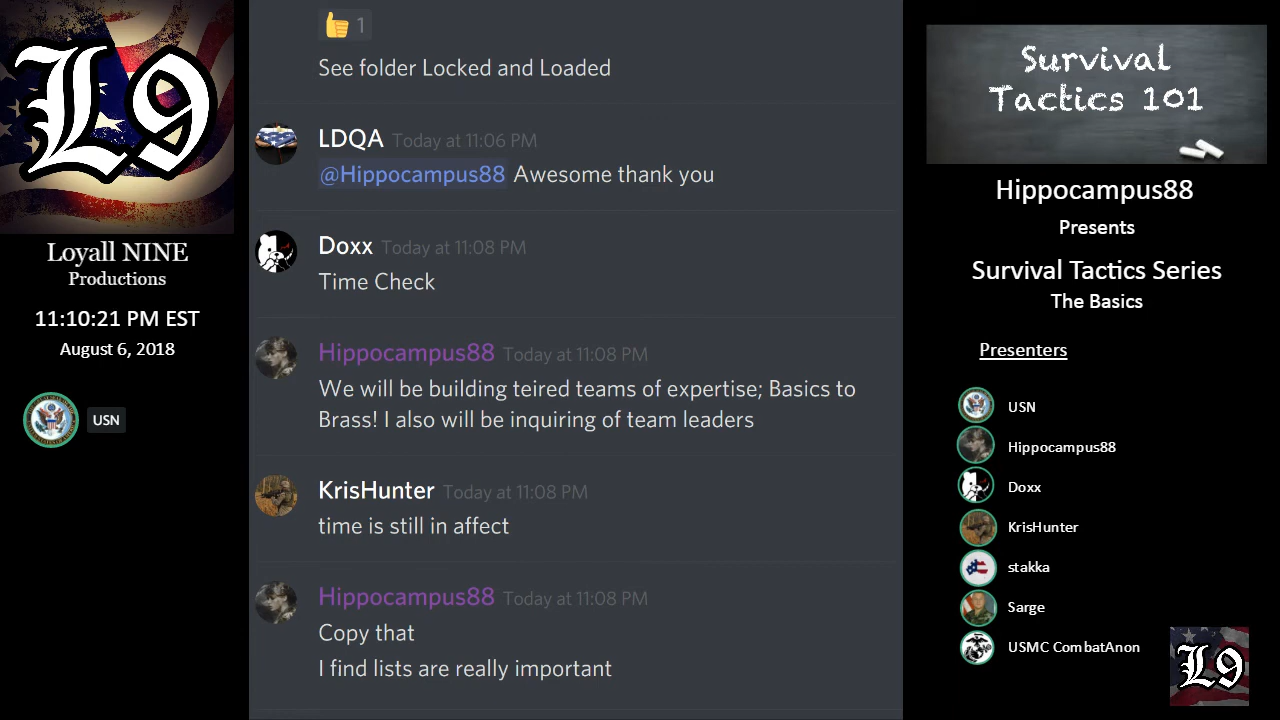 L9
Loyall NINE
Productions
11:10:21 PM EST
August 6, 2018
USN
1
See folder Locked and Loaded
LDQA Today at 11:06 PM
@Hippocampus88 Awesome thank you
Doxx Today at 11:08 PM
Time Check
Hippocampus88 Today at 11:08 PM
We will be building teired teams of expertise; Basics to
Brass! I also will be inquiring of team leaders
KrisHunter Today at 11:08 PM
time is still in affect
Hippocampus88 Today at 11:08 PM
Copy that
I find lists are really important
Survival
Tactics 101
Hippocampus88
Presents
Survival Tactics Series
The Basics
Presenters
USN
Hippocampus88
Doxx
KrisHunter
stakka
Sarge
USMC CombatAnon
L9